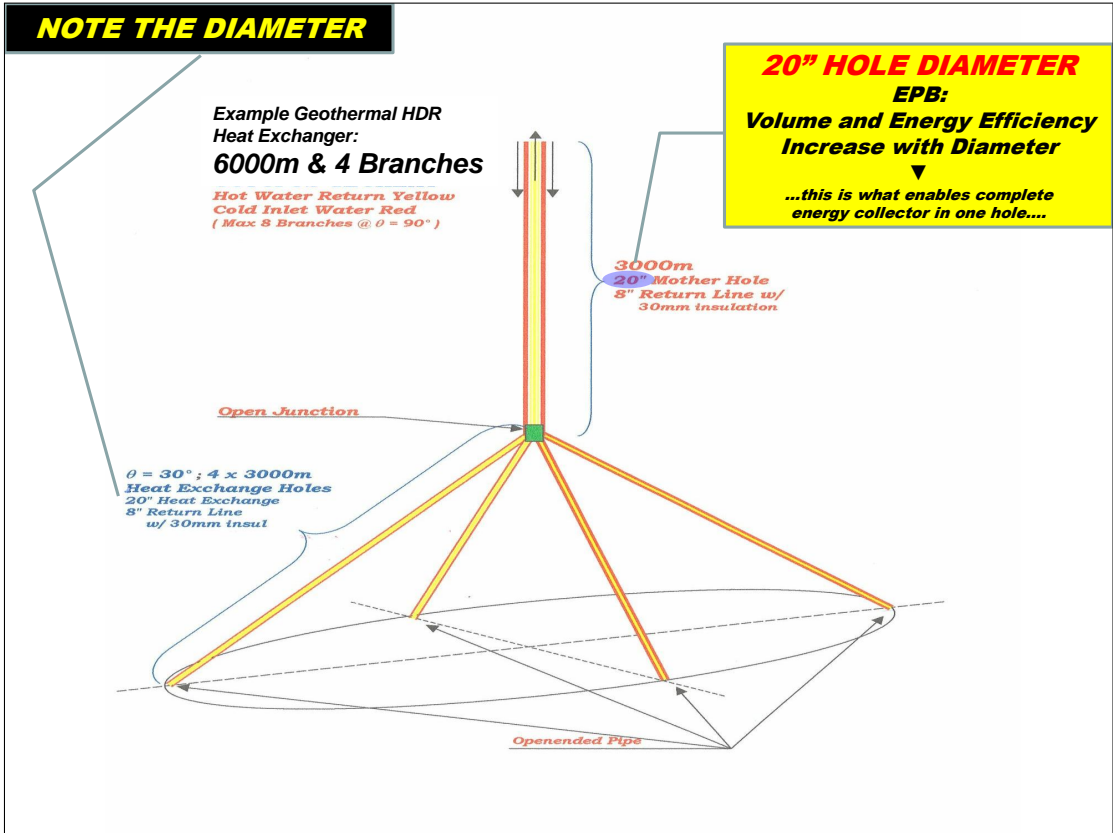 NOTE THE DIAMETER
20” HOLE DIAMETER
EPB:
Volume and Energy Efficiency
Increase with Diameter
▼
...this is what enables complete
energy collector in one hole....
Example Geothermal HDR
Heat Exchanger:
6000m & 4 Branches
Hot Water Return Yellow
Cold Inlet Water Red
( Max 8 Branches @ θ = 90° )
3000m
20" Mother Hole
8" Return Line w/
30mm insulation
Open Junction
θ = 30° ; 4 x 3000m
Heat Exchange Holes
20" Heat Exchange
8" Return Line
w/ 30mm insul
Openended Pipe